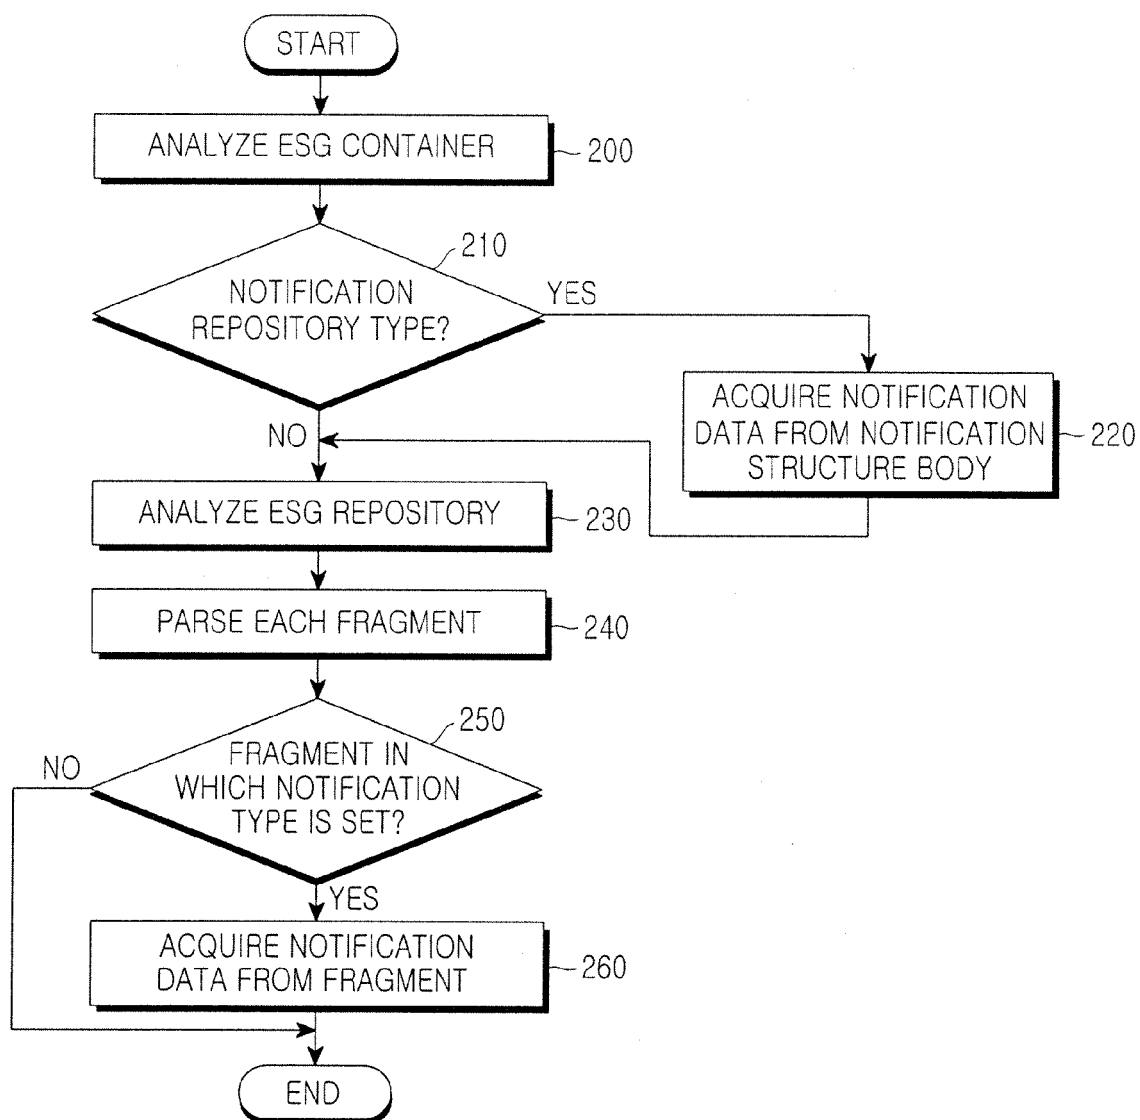 START
ANALYZE ESG CONTAINER
200
210
NOTIFICATION
REPOSITORY TYPE?
YES
NO
ACQUIRE NOTIFICATION
DATA FROM NOTIFICATION
STRUCTURE BODY
220
ANALYZE ESG REPOSITORY
230
PARSE EACH FRAGMENT
240
250
FRAGMENT IN
WHICH NOTIFICATION
TYPE IS SET?
NO
YES
ACQUIRE NOTIFICATION
DATA FROM FRAGMENT
260
END